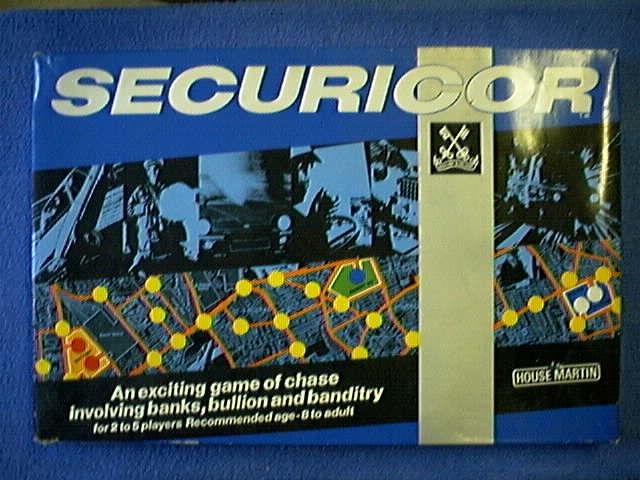 SECURICOR
An exciting game of chase
involving banks, bullion and banditry
for 2 to 5 players Recommended age-8 to adult
HOUSE MARTIN